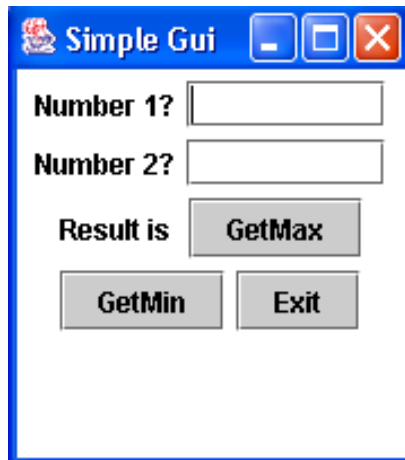 Simple Gui
Number 1?
Number 2?
Result is GetMax
GetMin Exit